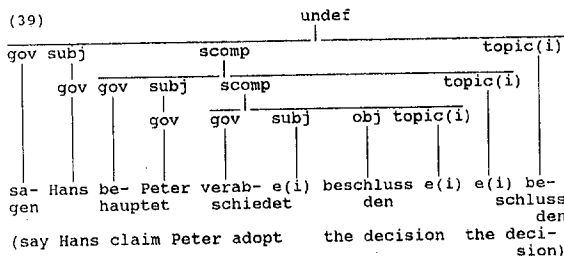 (39) undef
gov subj scomp topic(i)
gov gov subj scomp topic(i)
gov gov subj obj topic(i)
sa- Hans be- Peter verab- e(i) beschluss e(i) e(i) be-
gen hauptet schiedet den schluss
den
(say Hans claim Peter adopt the decision the deci-
sion)